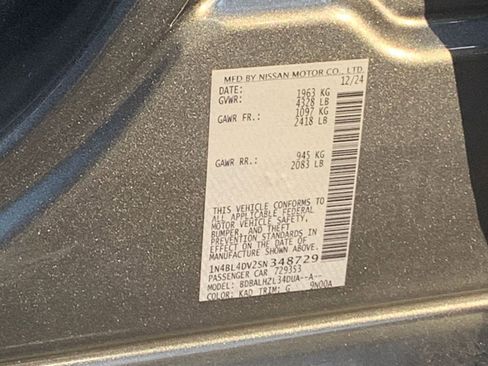 MFD BY NISSAN MOTOR CO., LTD.
DATE: 12/24
GVWR: 1963 KG
4328 LB
GAWR FR.: 1097 KG
2418 LB
GAWR RR.: 945 KG
2083 LB
THIS VEHICLE CONFORMS TO
ALL APPLICABLE FEDERAL
MOTOR VEHICLE SAFETY,
BUMPER, AND THEFT
PREVENTION STANDARDS IN
EFFECT ON THE DATE OF
MANUFACTURE SHOWN ABOVE.
1N4BL4DV2SN348729
PASSENGER CAR 729353
MODEL: BDBALHZL34DUA--A--
COLOR: KAD TRIM: G 9N00A